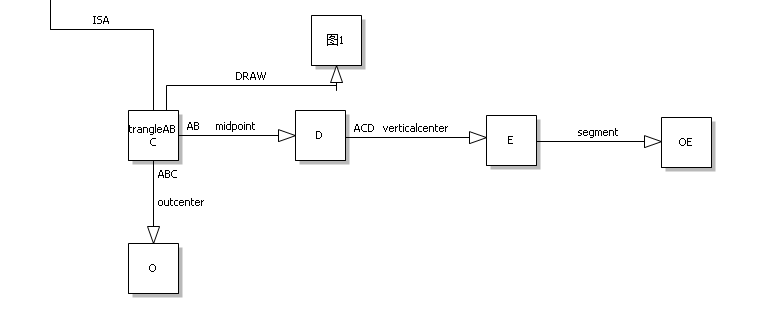 ISA
图1
DRAW
trangleAB
C
AB midpoint
D
ACD verticalcenter
E
segment
OE
ABC
outcenter
O